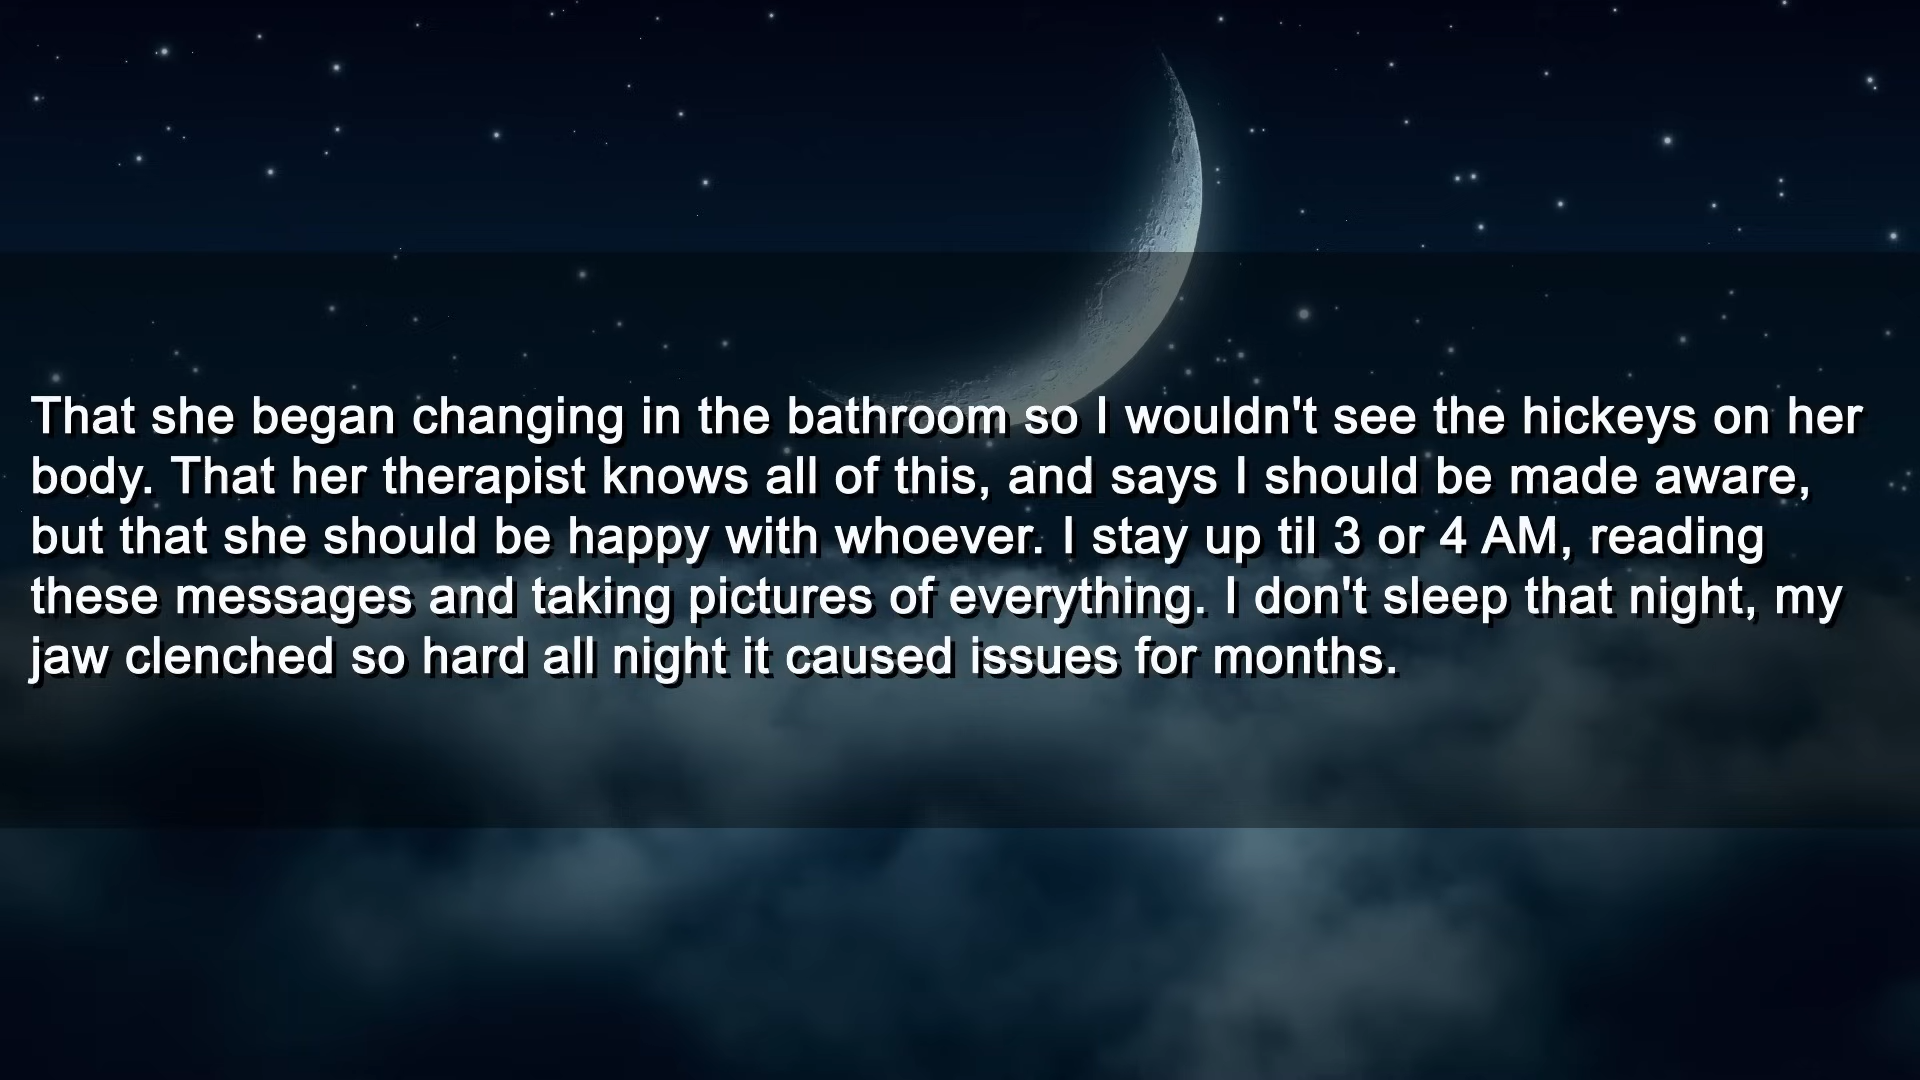 That she began changing in the bathroom so I wouldn't see the hickeys on her
body. That her therapist knows all of this, and says I should be made aware,
but that she should be happy with whoever. I stay up til 3 or 4 AM, reading
these messages and taking pictures of everything. I don't sleep that night, my
jaw clenched so hard all night it caused issues for months.